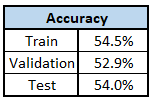 Accuracy
Train 54.5%
Validation 52.9%
Test 54.0%